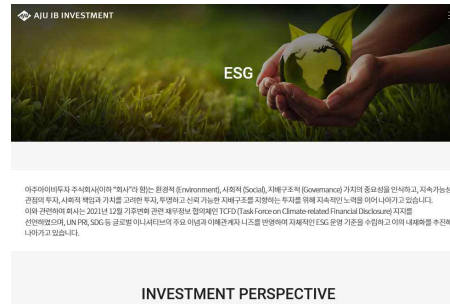 AJU IB INVESTMENT
ESG
아주아이비투자 주식회사(이하 "회사"라 함)는 환경적 (Environment), 사회적 (Social), 지배구조적 (Governance) 가치의 중요성을 인식하고, 지속가능성
관점의 투자, 사회적 책임과 가치를 고려한 투자, 투명하고 신뢰 가능한 지배구조를 지향하는 투자를 위해 지속적인 노력을 이어 나아가고 있습니다.
이와 관련하여 회사는 2021년 12월 기후변화 관련 재무정보 협의체인 TCFD (Task Force on Climate-related Financial Disclosure) 지지를
선언하였으며, UN PRI, SDG 등 글로벌 이니셔티브의 주요 이념과 이해관계자 니즈를 반영하여 자체적인 ESG 운영 기준을 수립하고 이의 내재화를 추진해
나아가고 있습니다.
INVESTMENT PERSPECTIVE